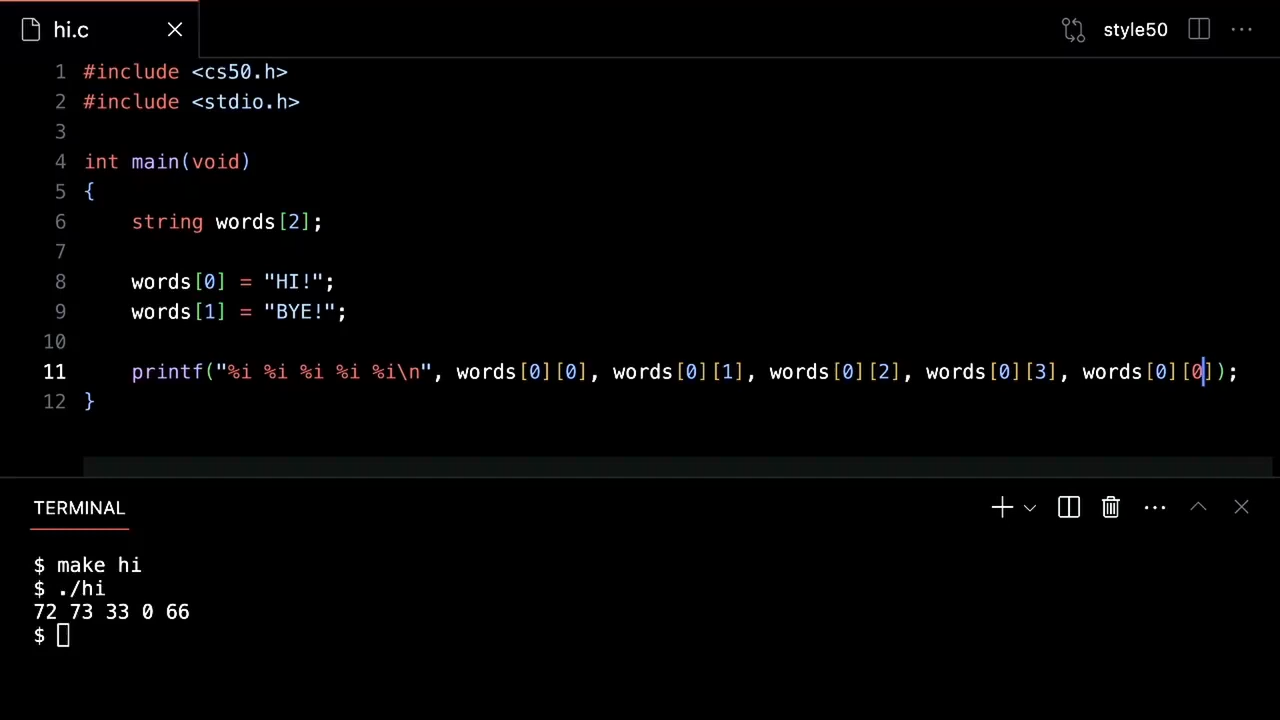 hi.c
style50
1 #include <cs50.h>
2 #include <stdio.h>
3
4 int main(void)
5 {
6     string words[2];
7
8     words[0] = "HI!";
9     words[1] = "BYE!";
10
11     printf("%i %i %i %i %i\n", words[0][0], words[0][1], words[0][2], words[0][3], words[0][0]);
12 }
TERMINAL
$ make hi
$ ./hi
72 73 33 0 66
$